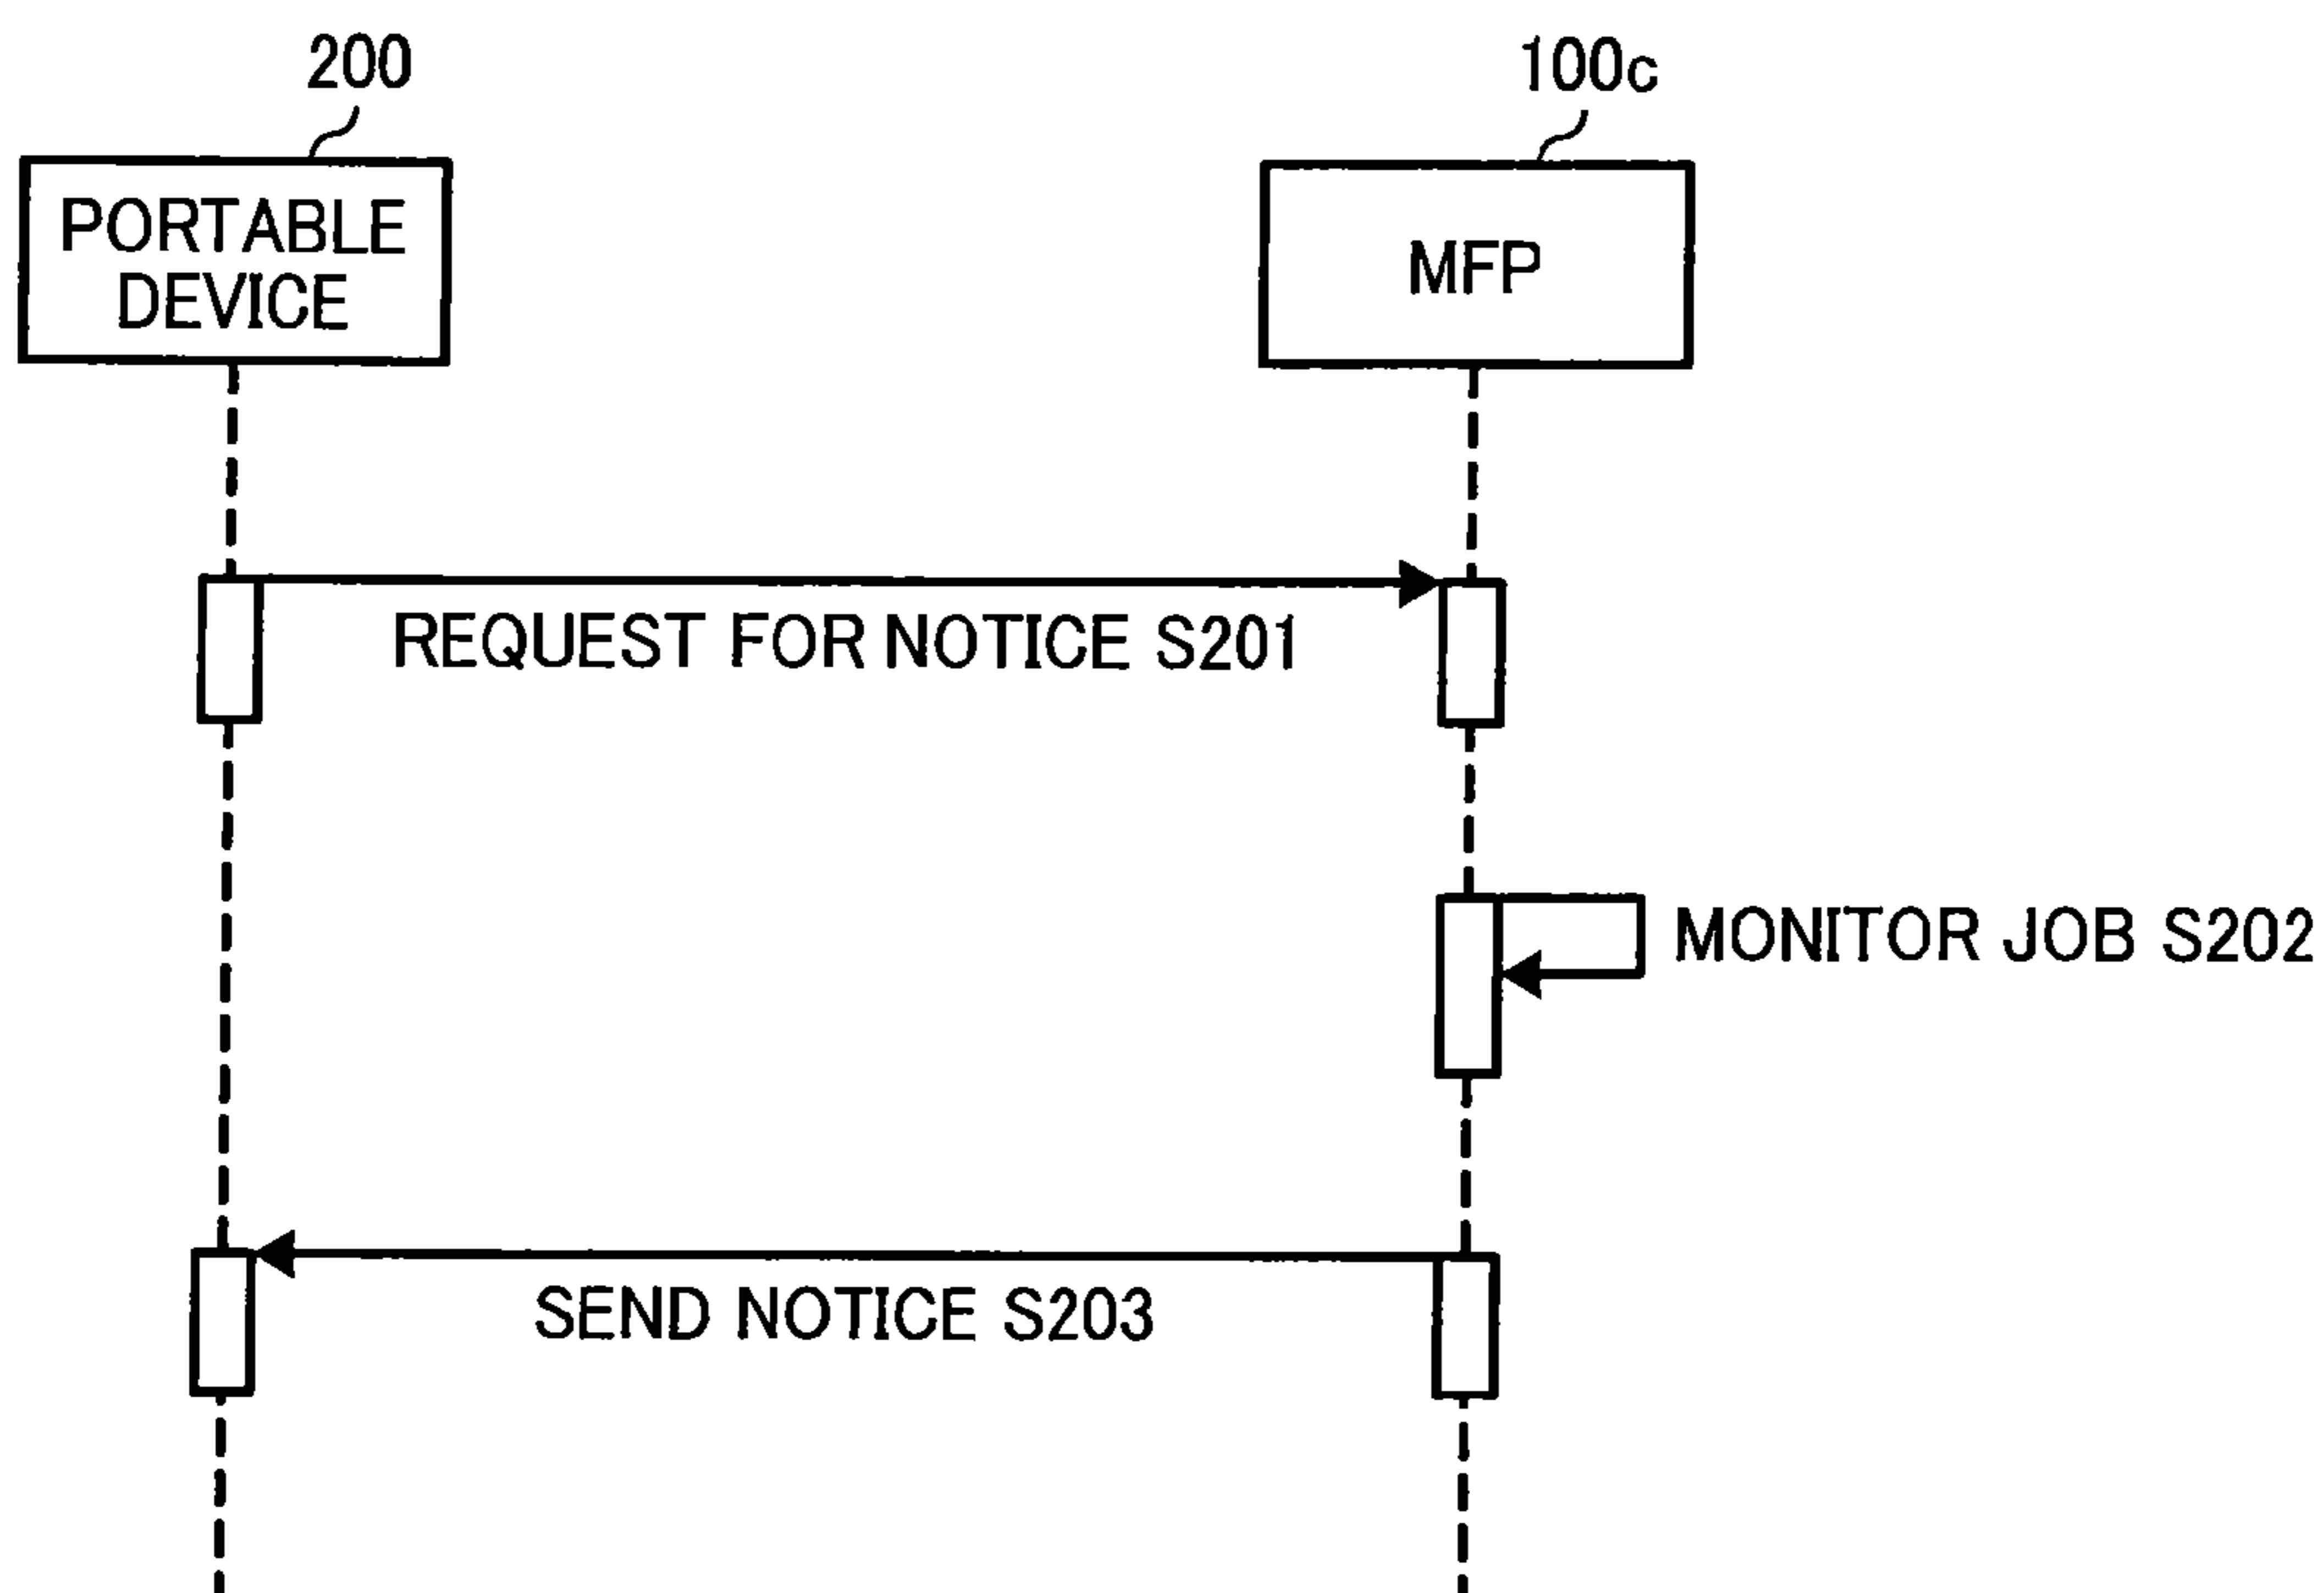 200
100c
PORTABLE
DEVICE
MFP
REQUEST FOR NOTICE S201
MONITOR JOB S202
SEND NOTICE S203